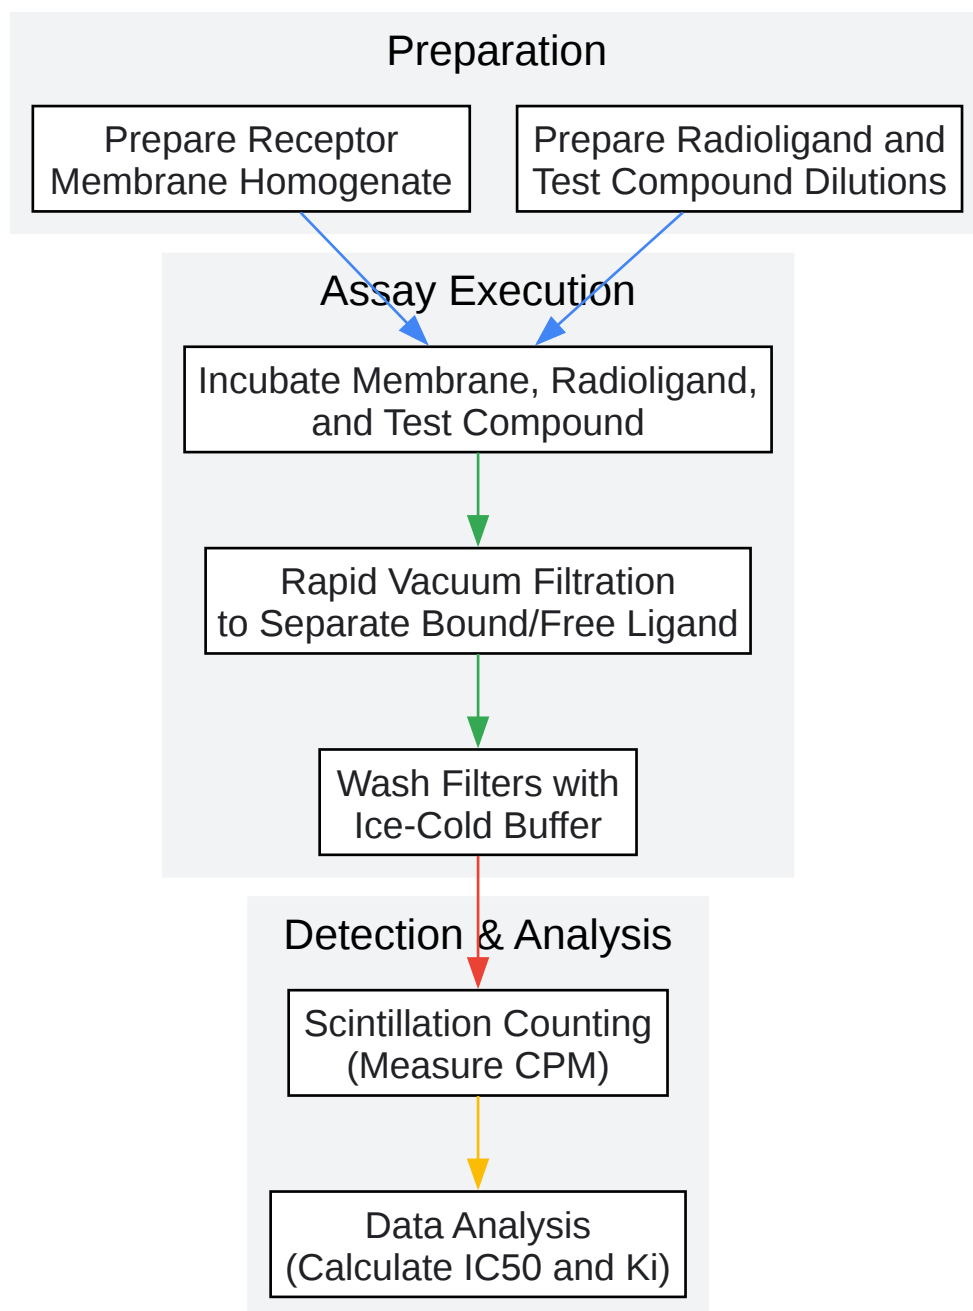 Preparation
Prepare Receptor
Membrane Homogenate
Prepare Radioligand and
Test Compound Dilutions
Assay Execution
Incubate Membrane, Radioligand,
and Test Compound
Rapid Vacuum Filtration
to Separate Bound/Free Ligand
Wash Filters with
Ice-Cold Buffer
Detection & Analysis
Scintillation Counting
(Measure CPM)
Data Analysis
(Calculate IC50 and Ki)